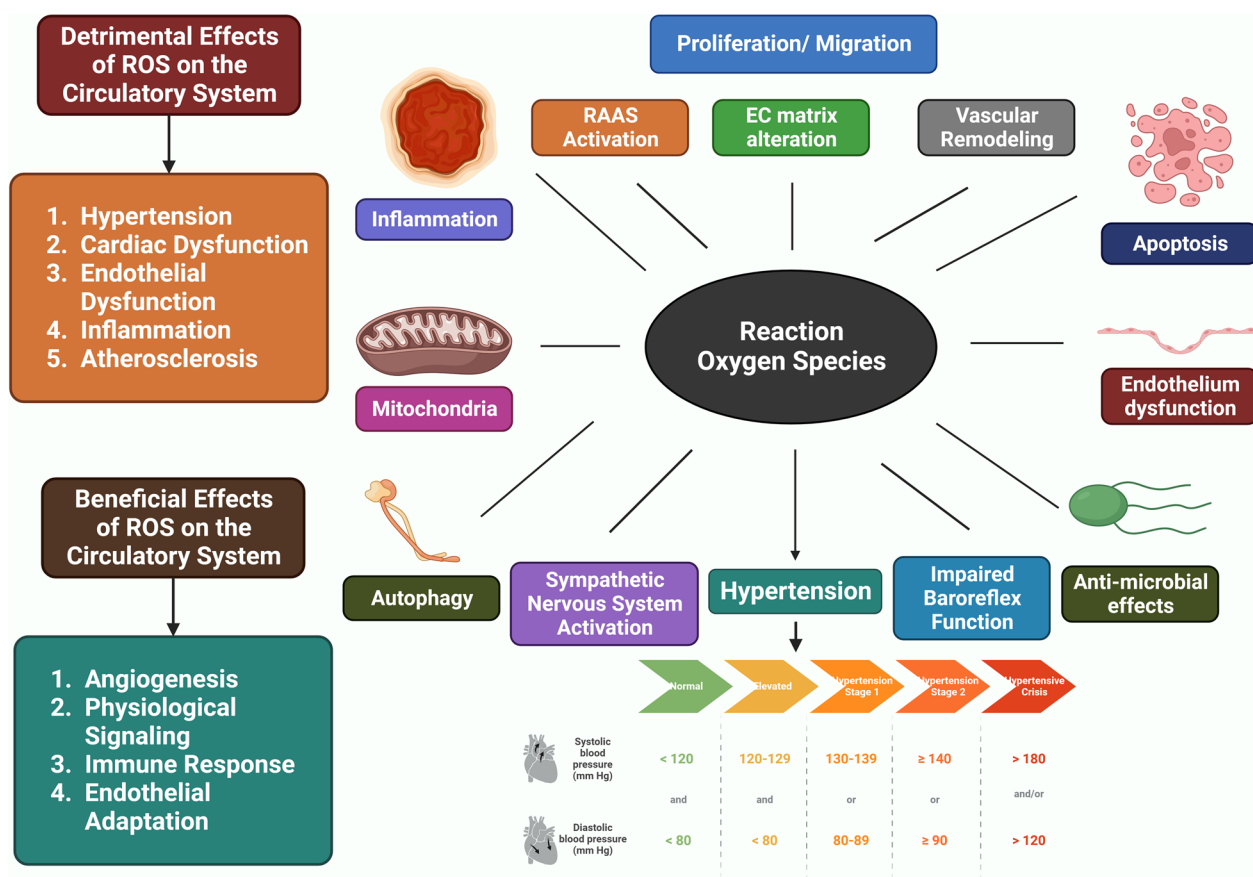 Detrimental Effects
of ROS on the
Circulatory System
1. Hypertension
2. Cardiac Dysfunction
3. Endothelial
Dysfunction
4. Inflammation
5. Atherosclerosis
Beneficial Effects
of ROS on the
Circulatory System
1. Angiogenesis
2. Physiological
Signaling
3. Immune Response
4. Endothelial
Adaptation
Proliferation/ Migration
RAAS
Activation
EC matrix
alteration
Vascular
Remodeling
Inflammation
Apoptosis
Mitochondria
Reaction
Oxygen Species
Endothelium
dysfunction
Autophagy
Sympathetic
Nervous System
Activation
Hypertension
Impaired
Baroreflex
Function
Anti-microbial
effects
Normal
Elevated
Hypertension
Stage 1
Hypertension
Stage 2
Hypertensive
Crisis
Systolic
blood
pressure
(mm Hg)
< 120
120-129
130-139
≥ 140
> 180
and
and
or
or
and/or
Diastolic
blood pressure
(mm Hg)
< 80
< 80
80-89
≥ 90
> 120